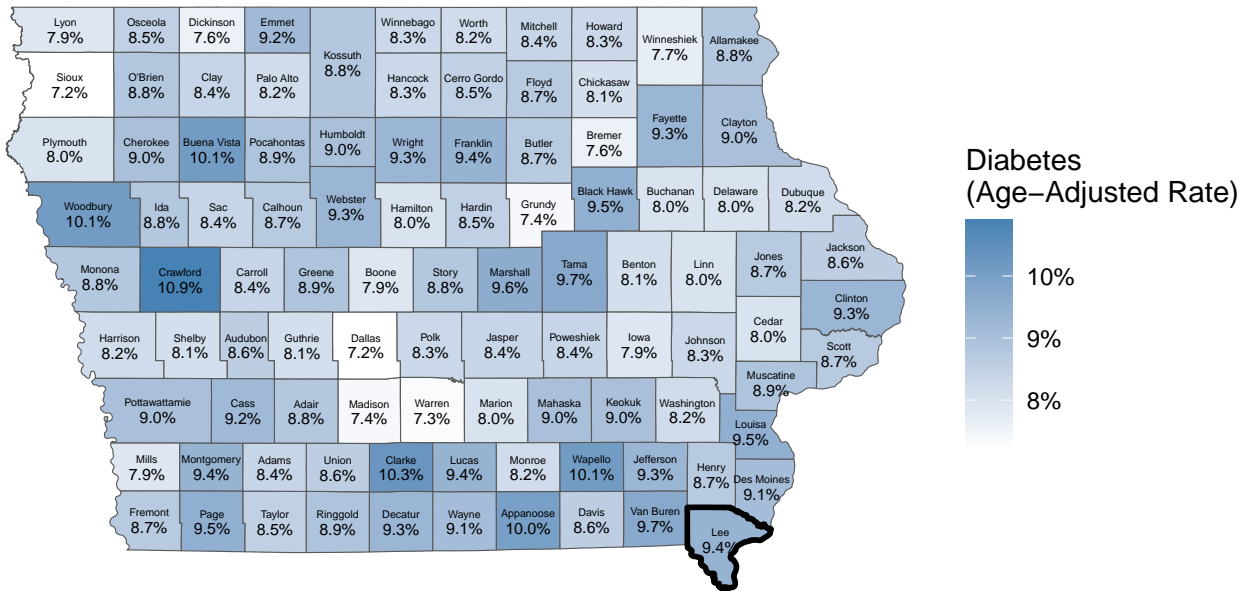 Lyon
7.9%
Osceola
8.5%
Dickinson
7.6%
Emmet
9.2%
Kossuth
8.8%
Winnebago
8.3%
Worth
8.2%
Mitchell
8.4%
Howard
8.3%
Winneshiek
7.7%
Allamakee
8.8%
Sioux
7.2%
O'Brien
8.8%
Clay
8.4%
Palo Alto
8.2%
Hancock
8.3%
Cerro Gordo
8.5%
Floyd
8.7%
Chickasaw
8.1%
Fayette
9.3%
Clayton
9.0%
Plymouth
8.0%
Cherokee
9.0%
Buena Vista
10.1%
Pocahontas
8.9%
Humboldt
9.0%
Wright
9.3%
Franklin
9.4%
Butler
8.7%
Bremer
7.6%
Diabetes
(Age−Adjusted Rate)
Woodbury
10.1%
Ida
8.8%
Sac
8.4%
Calhoun
8.7%
Webster
9.3%
Hamilton
8.0%
Hardin
8.5%
Grundy
7.4%
Black Hawk
9.5%
Buchanan
8.0%
Delaware
8.0%
Dubuque
8.2%
Monona
8.8%
Crawford
10.9%
Carroll
8.4%
Greene
8.9%
Boone
7.9%
Story
8.8%
Marshall
9.6%
Tama
9.7%
Benton
8.1%
Linn
8.0%
Jones
8.7%
Jackson
8.6%
Clinton
9.3%
10%
9%
8%
Harrison
8.2%
Shelby
8.1%
Audubon
8.6%
Guthrie
8.1%
Dallas
7.2%
Polk
8.3%
Jasper
8.4%
Poweshiek
8.4%
Iowa
7.9%
Johnson
8.3%
Cedar
8.0%
Scott
8.7%
Muscatine
8.9%
Pottawattamie
9.0%
Cass
9.2%
Adair
8.8%
Madison
7.4%
Warren
7.3%
Marion
8.0%
Mahaska
9.0%
Keokuk
9.0%
Washington
8.2%
Louisa
9.5%
Mills
7.9%
Montgomery
9.4%
Adams
8.4%
Union
8.6%
Clarke
10.3%
Lucas
9.4%
Monroe
8.2%
Wapello
10.1%
Jefferson
9.3%
Henry
8.7%
Des Moines
9.1%
Fremont
8.7%
Page
9.5%
Taylor
8.5%
Ringgold
8.9%
Decatur
9.3%
Wayne
9.1%
Appanoose
10.0%
Davis
8.6%
Van Buren
9.7%
Lee
9.4%